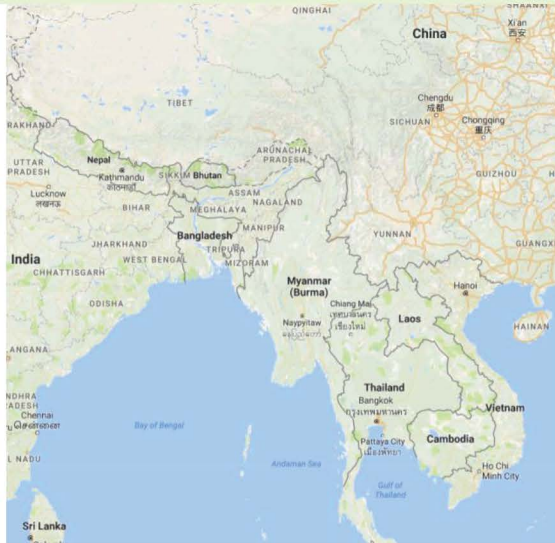 QINGHAI
SHAANXI
China
Xi'an
西安
TIBET
Chengdu
成都
SICHUAN
Chongqing
重庆
RAKHAND
Nepal
Kathmandu
ARUNACHAL
PRADESH
UTTAR
PRADESH
SIKKIM
Bhutan
ASSAM
NAGALAND
GUIZHOU
Lucknow
लखनऊ
BIHAR
MEGHALAYA
MANIPUR
YUNNAN
Bangladesh
TRIPURA
MIZORAM
GUANGXI
JHARKHAND
WEST BENGAL
India
CHHATTISGARH
Myanmar
(Burma)
Hanoi
ODISHA
Chiang Mai
เชียงใหม่
Laos
Naypyitaw
HAINAN
ANGANA
Thailand
Bangkok
กรุงเทพมหานคร
Vietnam
NDHRA
ADESH
Chennai
Bay of Bengal
Pattaya City
เมืองพัทยา
Cambodia
L NADU
Andaman Sea
Ho Chi
Minh City
Gulf of
Thailand
Sri Lanka